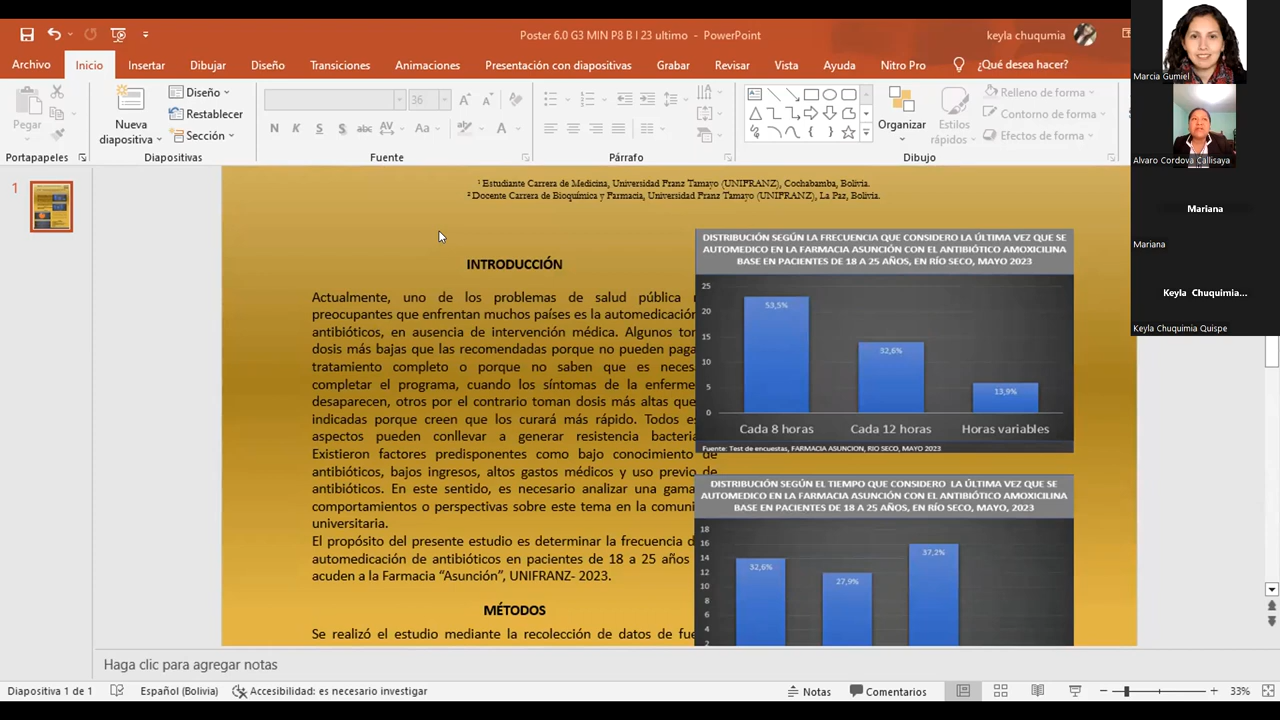 Poster 6.0 G3 MIN P8 B I 23 ultimo - PowerPoint
keyla chuqumia
Archivo
Inicio
Insertar
Dibujar
Diseño
Transiciones
Animaciones
Presentación con diapositivas
Grabar
Revisar
Vista
Ayuda
Nitro Pro
¿Qué desea hacer?
Pegar
Portapapeles
Nueva
diapositiva
Diseño
Restablecer
Sección
Diapositivas
36
Fuente
Párrafo
Organizar
Estilos
rápidos
Relleno de forma
Contorno de forma
Efectos de forma
Dibujo
Marcia Gumiel
Alvaro Cordova Callisaya
Mariana
Mariana
Keyla Chuquimia...
Keyla Chuquimia Quispe
1
¹ Estudiante Carrera de Medicina, Universidad Franz Tamayo (UNIFRANZ), Cochabamba, Bolivia.
² Docente Carrera de Bioquímica y Farmacia, Universidad Franz Tamayo (UNIFRANZ), La Paz, Bolivia.
INTRODUCCIÓN
Actualmente, uno de los problemas de salud pública
preocupantes que enfrentan muchos países es la automedicación
antibióticos, en ausencia de intervención médica. Algunos
dosis más bajas que las recomendadas porque no pueden
tratamiento completo o porque no saben que es
completar el programa, cuando los síntomas de la
desaparecen, otros por el contrario toman dosis más altas
indicadas porque creen que los curará más rápido. Todos
aspectos pueden conllevar a generar resistencia
Existieron factores predisponentes como bajo conocimiento de
antibióticos, bajos ingresos, altos gastos médicos y uso previo de
antibióticos. En este sentido, es necesario analizar una gama
comportamientos o perspectivas sobre este tema en la
universitaria.
El propósito del presente estudio es determinar la frecuencia
automedicación de antibióticos en pacientes de 18 a 25 años
acuden a la Farmacia “Asunción”, UNIFRANZ- 2023.
MÉTODOS
Se realizó el estudio mediante la recolección de datos de
DISTRIBUCIÓN SEGÚN LA FRECUENCIA QUE CONSIDERO LA ÚLTIMA VEZ QUE SE
AUTOMEDICO EN LA FARMACIA ASUNCIÓN CON EL ANTIBIÓTICO AMOXICILINA
BASE EN PACIENTES DE 18 A 25 AÑOS, EN RÍO SECO, MAYO 2023
25
20
15
10
5
0
53,5%
32,6%
13,9%
Cada 8 horas
Cada 12 horas
Horas variables
Fuente: Test de encuestas, FARMACIA ASUNCION, RIO SECO, MAYO 2023
DISTRIBUCIÓN SEGÚN EL TIEMPO QUE CONSIDERO LA ÚLTIMA VEZ QUE SE
AUTOMEDICO EN LA FARMACIA ASUNCIÓN CON EL ANTIBIÓTICO AMOXICILINA
BASE EN PACIENTES DE 18 A 25 AÑOS, EN RÍO SECO, MAYO, 2023
18
16
14
12
10
8
6
4
2
32,6%
27,9%
37,2%
Haga clic para agregar notas
Diapositiva 1 de 1
Español (Bolivia)
Accesibilidad: es necesario investigar
Notas
Comentarios
33%